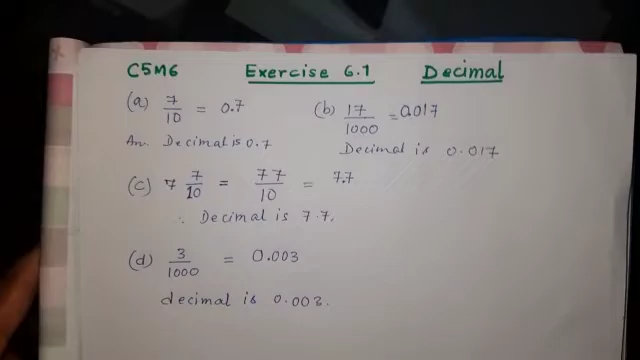 C5M6 Exercise 6.1 Decimal
(a) 7/10 = 0.7 (b) 17/1000 = 0.017
An. Decimal is 0.7 Decimal is 0.017
(c) 7 7/10 = 77/10 = 7.7
∴ Decimal is 7.7.
(d) 3/1000 = 0.003
decimal is 0.003.